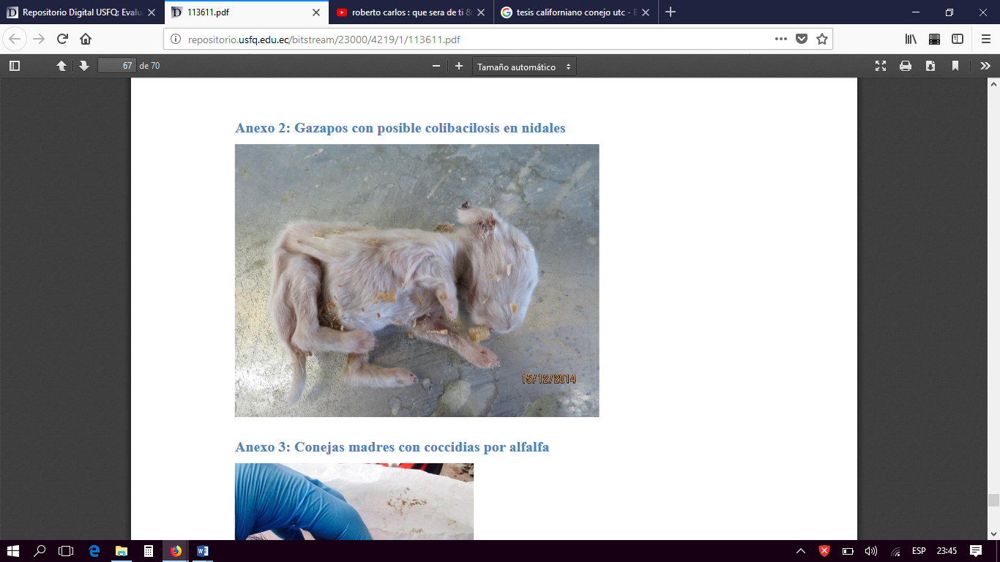 Repositorio Digital USFQ: Evalu
113611.pdf
roberto carlos : que sera de ti &
tesis californiano conejo utc - B
repositorio.usfq.edu.ec/bitstream/23000/4219/1/113611.pdf
67 de 70
Tamaño automático
Anexo 2: Gazapos con posible colibacilosis en nidales
15/12/2014
Anexo 3: Conejas madres con coccidias por alfalfa
ESP 23:45